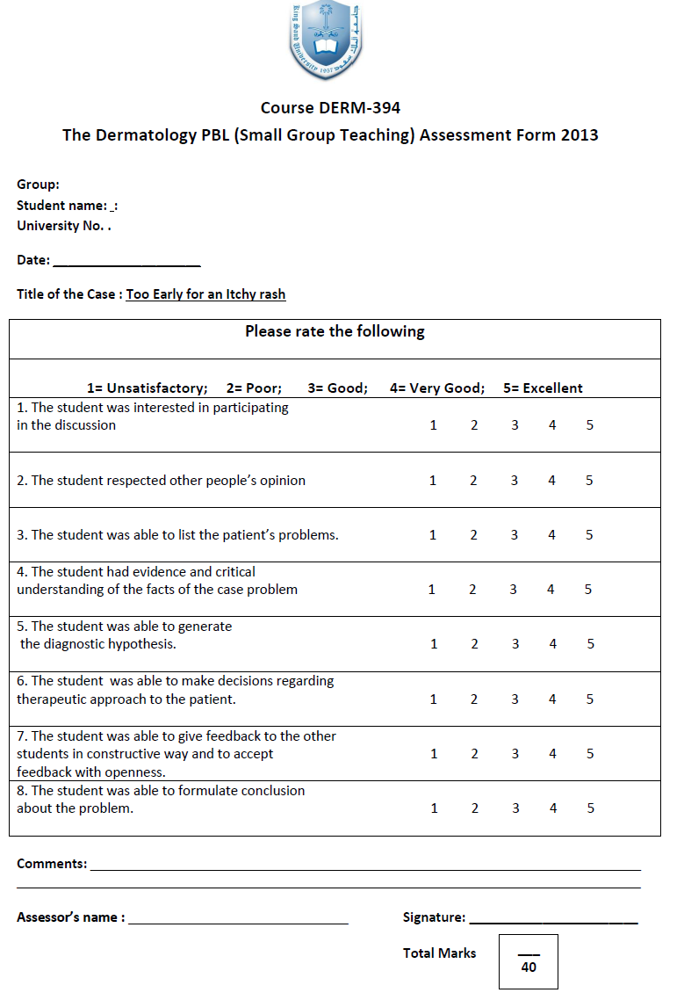 King Saud University 1957 جامعة الملك سعود
Course DERM-394
The Dermatology PBL (Small Group Teaching) Assessment Form 2013
Group:
Student name: _:
University No. .
Date: ____________________
Title of the Case : Too Early for an Itchy rash
Please rate the following
1= Unsatisfactory; 2= Poor; 3= Good; 4= Very Good; 5= Excellent
1. The student was interested in participating
in the discussion 1 2 3 4 5
2. The student respected other people’s opinion 1 2 3 4 5
3. The student was able to list the patient’s problems. 1 2 3 4 5
4. The student had evidence and critical
understanding of the facts of the case problem 1 2 3 4 5
5. The student was able to generate
the diagnostic hypothesis. 1 2 3 4 5
6. The student was able to make decisions regarding
therapeutic approach to the patient. 1 2 3 4 5
7. The student was able to give feedback to the other
students in constructive way and to accept 1 2 3 4 5
feedback with openness.
8. The student was able to formulate conclusion
about the problem. 1 2 3 4 5
Comments: ____________________
Assessor’s name : ____________________ Signature: ____________________
Total Marks ___
40